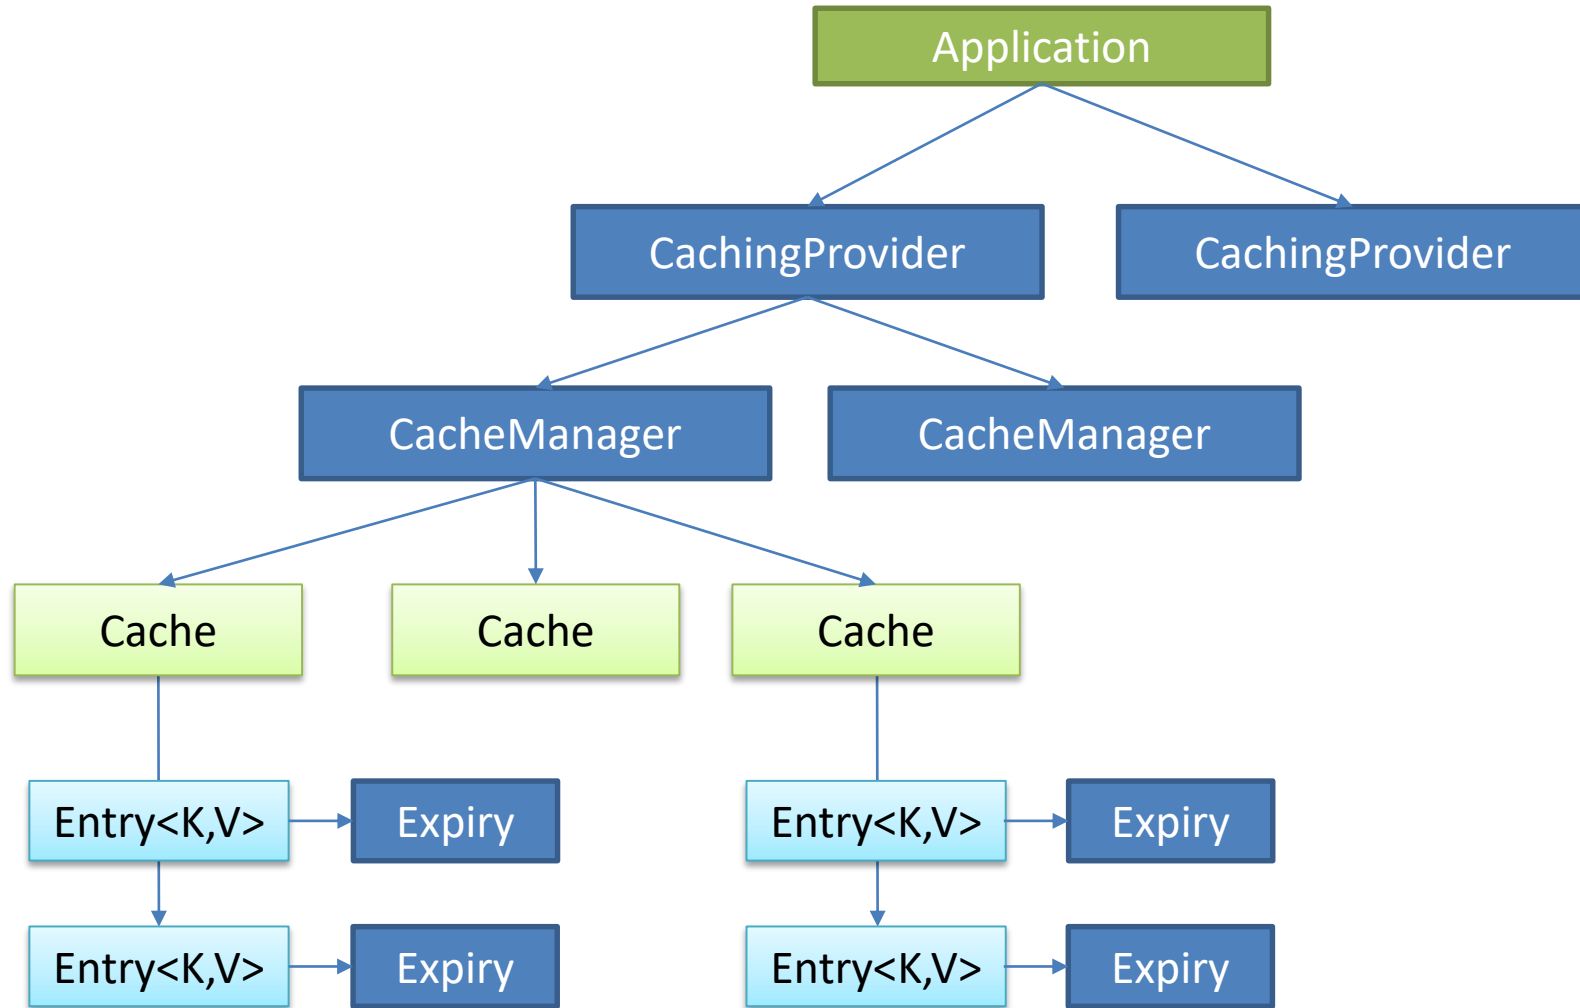 Application
CachingProvider
CachingProvider
CacheManager
CacheManager
Cache
Cache
Cache
Entry<K,V>
Expiry
Entry<K,V>
Expiry
Entry<K,V>
Expiry
Entry<K,V>
Expiry